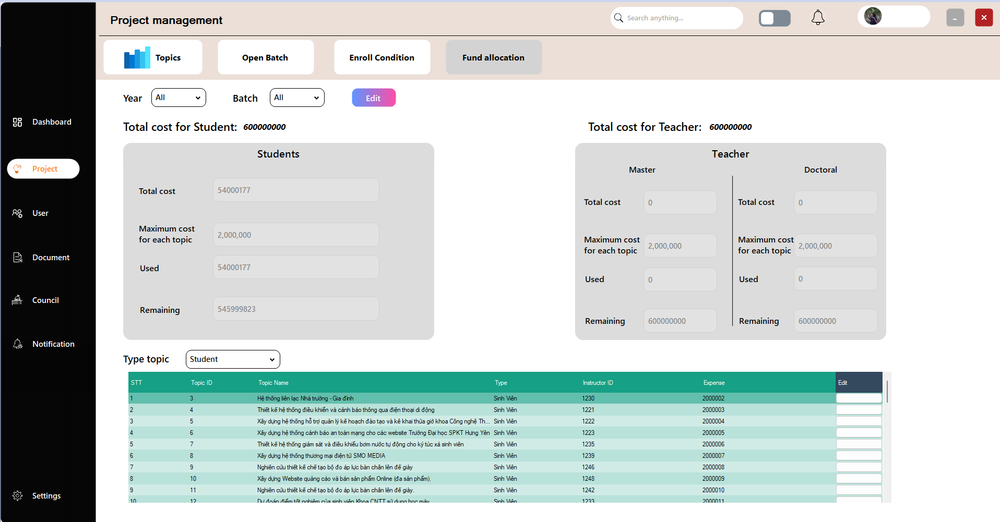 Project management
Search anything...
Topics
Open Batch
Enroll Condition
Fund allocation
Year
All
Batch
All
Edit
Dashboard
Project
User
Document
Council
Notification
Settings
Total cost for Student: 600000000
Total cost for Teacher: 600000000
Students
Total cost 54000177
Maximum cost
for each topic 2,000,000
Used 54000177
Remaining 545999823
Teacher
Master
Total cost 0
Maximum cost
for each topic 2,000,000
Used 0
Remaining 600000000
Doctoral
Total cost 0
Maximum cost
for each topic 2,000,000
Used 0
Remaining 600000000
Type topic Student
STT Topic ID Topic Name Type Instructor ID Expense Edit
1 3 Hệ thống liên lạc Nhà trường - Gia đình Sinh Viên 1230 2000002
2 4 Thiết kế hệ thống điều khiển và cảnh báo thông qua điện thoại di động Sinh Viên 1221 2000003
3 5 Xây dựng hệ thống hỗ trợ quản lý kế hoạch đào tạo và kê khai thừa giờ khoa Công nghệ Th... Sinh Viên 1222 2000004
4 6 Xây dựng hệ thống cảnh báo an toàn mạng cho các website Trường Đại học SPKT Hưng Yên Sinh Viên 1223 2000005
5 7 Thiết kế hệ thống giám sát và điều khiểu bơm nước tự động cho ký túc xá sinh viên Sinh Viên 1235 2000006
6 8 Xây dựng hệ thống thương mại điện tử SMO MEDIA Sinh Viên 1239 2000007
7 9 Nghiên cứu thiết kế chế tạo bộ đo áp lực bàn chân lên đế giày Sinh Viên 1246 2000008
8 10 Xây dựng Website quảng cáo và bán sản phẩm Online (đa sản phẩm). Sinh Viên 1248 2000009
9 11 Nghiên cứu thiết kế chế tạo bộ đo áp lực bàn chân lên đế giày. Sinh Viên 1242 2000010
10 12 Dự đoán điểm tốt nghiệp của sinh viên Khoa CNTT sử dụng học máy Sinh Viên 1233 2000011